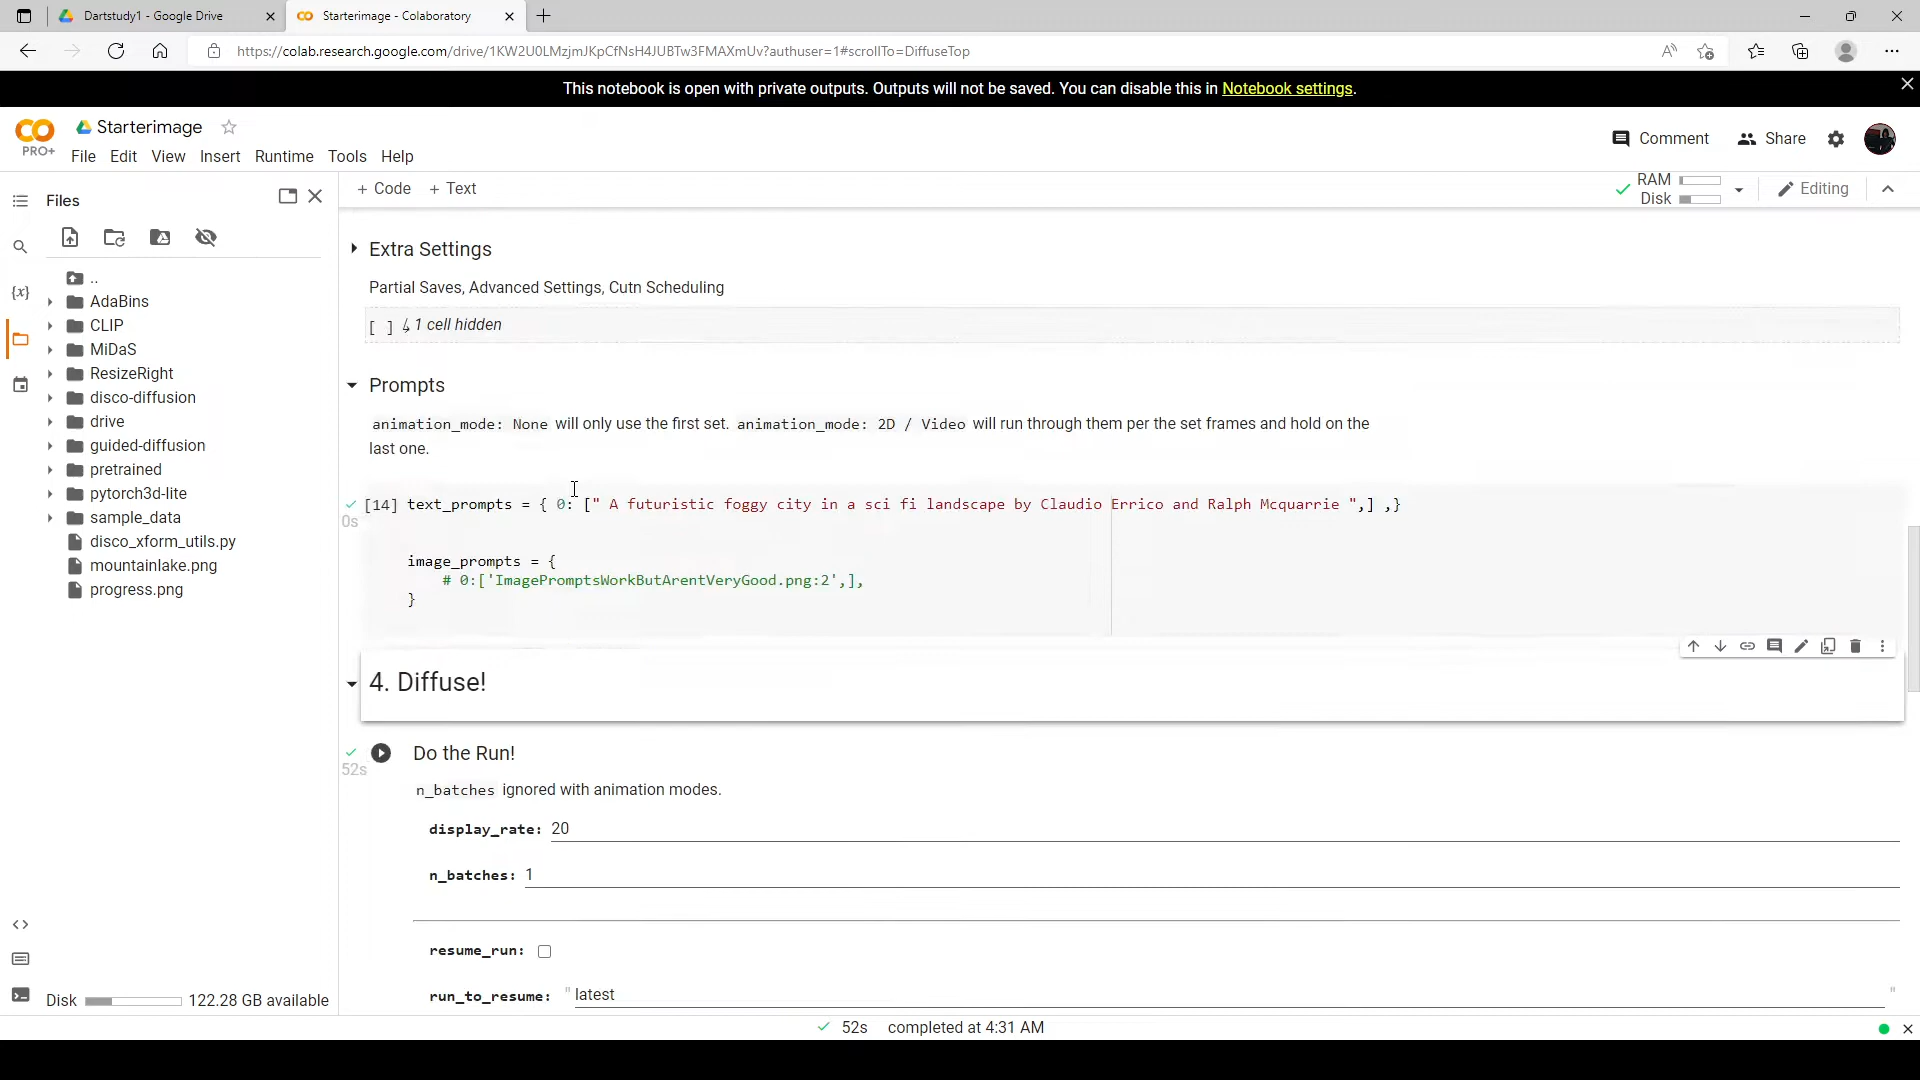 Dartstudy1 - Google Drive
Starterimage - Colaboratory
https://colab.research.google.com/drive/1KW2U0LMzjmJKpCfNsH4JUBTw3FMAXmUv?authuser=1#scrollTo=DiffuseTop
This notebook is open with private outputs. Outputs will not be saved. You can disable this in Notebook settings.
CO
PRO+
Starterimage
File Edit View Insert Runtime Tools Help
Comment
Share
Files
+ Code + Text
RAM
Disk
Editing
..
AdaBins
CLIP
MiDaS
ResizeRight
disco-diffusion
drive
guided-diffusion
pretrained
pytorch3d-lite
sample_data
disco_xform_utils.py
mountainlake.png
progress.png
{x}
Disk 122.28 GB available
Extra Settings
Partial Saves, Advanced Settings, Cutn Scheduling
[ ] ↳ 1 cell hidden
Prompts
animation_mode: None will only use the first set. animation_mode: 2D / Video will run through them per the set frames and hold on the
last one.
[14] text_prompts = { 0: [" A futuristic foggy city in a sci fi landscape by Claudio Errico and Ralph Mcquarrie ",] ,}
0s
image_prompts = {
# 0:['ImagePromptsWorkButArentVeryGood.png:2',],
}
4. Diffuse!
Do the Run!
52s
n_batches ignored with animation modes.
display_rate: 20
n_batches: 1
resume_run:
run_to_resume: " latest "
52s completed at 4:31 AM